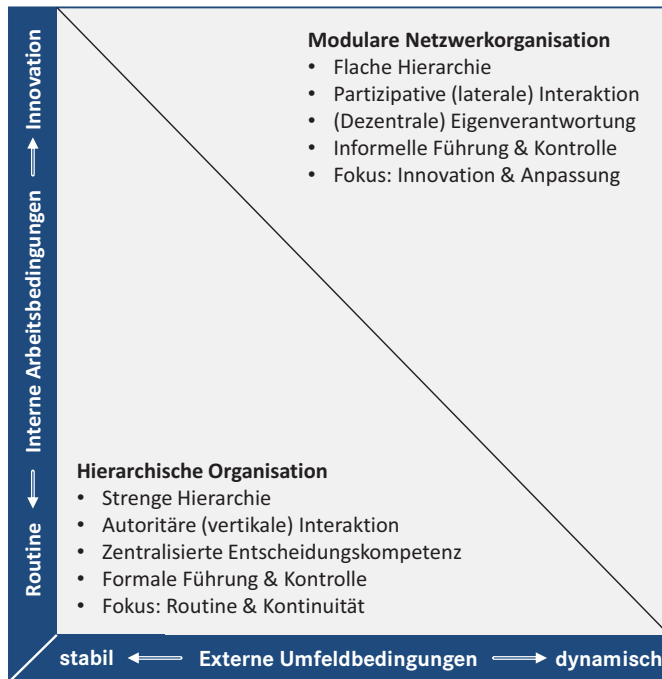 Modulare Netzwerkorganisation
• Flache Hierarchie
• Partizipative (laterale) Interaktion
• (Dezentrale) Eigenverantwortung
• Informelle Führung & Kontrolle
• Fokus: Innovation & Anpassung
Hierarchische Organisation
• Strenge Hierarchie
• Autoritäre (vertikale) Interaktion
• Zentralisierte Entscheidungskompetenz
• Formale Führung & Kontrolle
• Fokus: Routine & Kontinuität
Routine ← Interne Arbeitsbedingungen → Innovation
stabil ← Externe Umfeldbedingungen → dynamisch